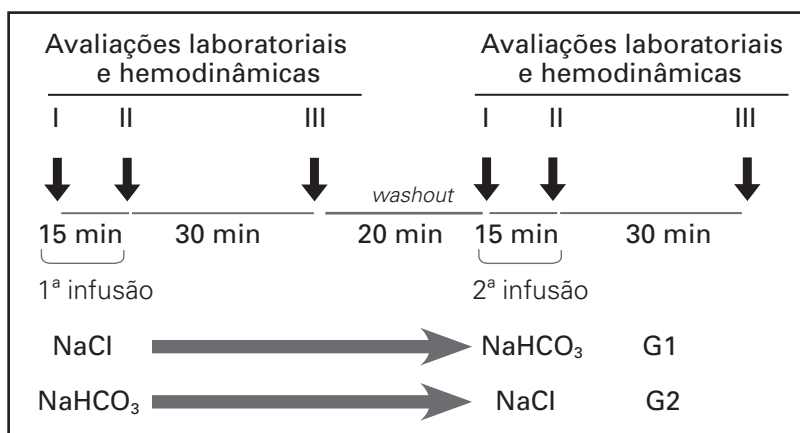 Avaliações laboratoriais
e hemodinâmicas
Avaliações laboratoriais
e hemodinâmicas
I II III I II III
washout
15 min 30 min 20 min 15 min 30 min
1ª infusão 2ª infusão
NaCl NaHCO₃ G1
NaHCO₃ NaCl G2